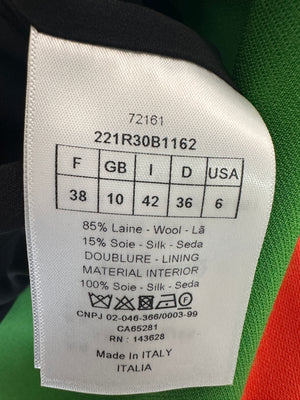 72161
221R30B1162
F GB I D USA
38 10 42 36 6
85% Laine - Wool - Lã
15% Soie - Silk - Seda
DOUBLURE - LINING
MATERIAL INTERIOR
100% Soie - Silk - Seda
CNPJ 02-046-366/0003-99
CA65281
RN : 143628
Made In ITALY
ITALIA